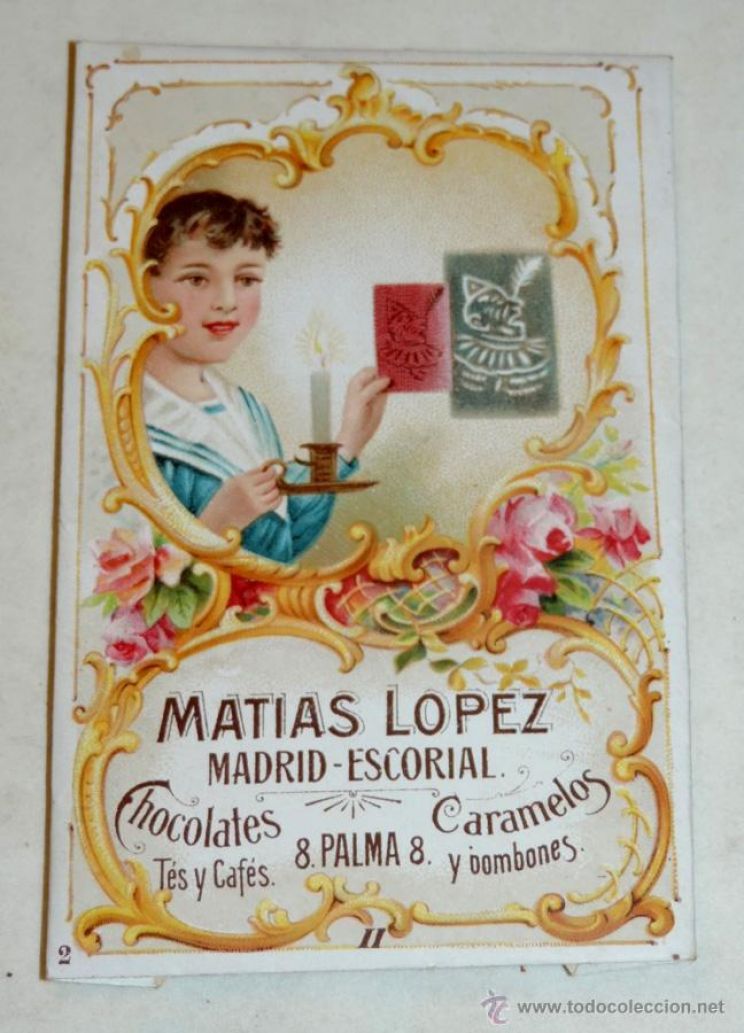 MATIAS LOPEZ
MADRID-ESCORIAL.
Chocolates
Caramelos
8. PALMA 8.
Tés y Cafés.
y bombones.
II
2
www.todocoleccion.net